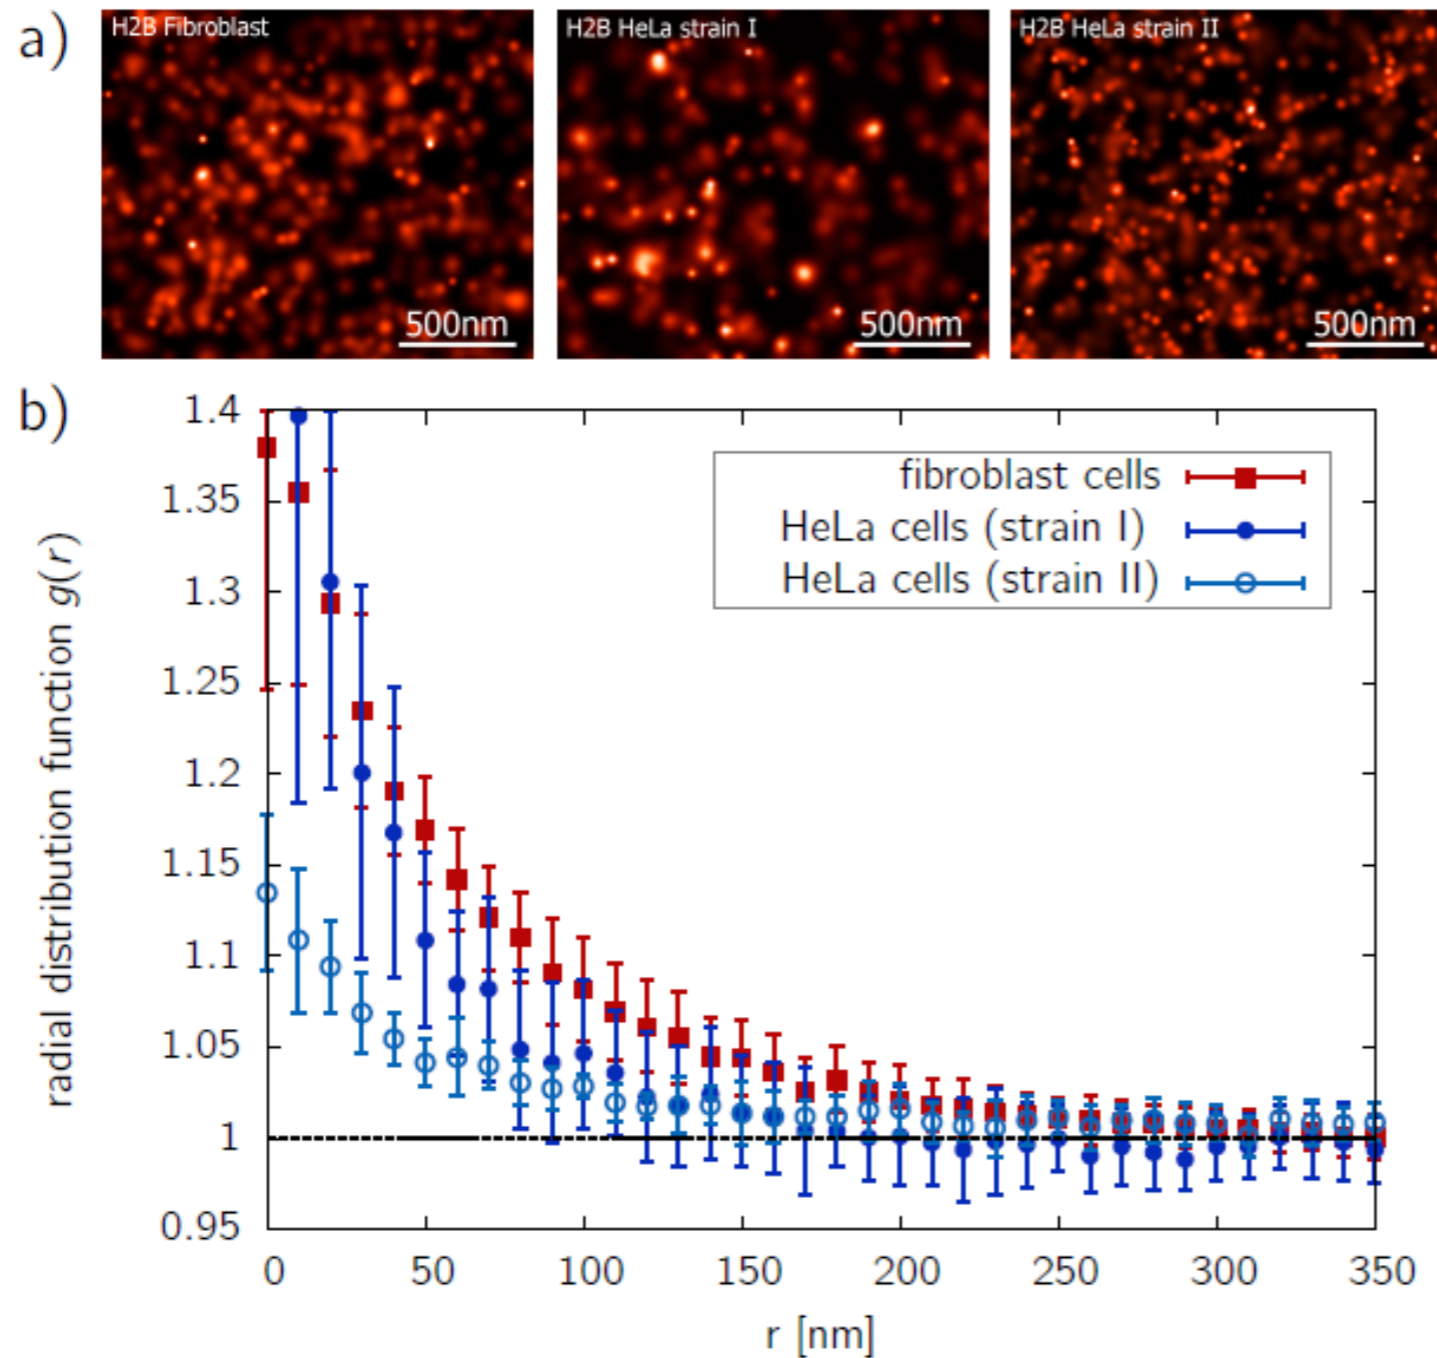 a)
H2B Fibroblast
H2B HeLa strain I
H2B HeLa strain II
500nm
500nm
500nm
b)
1.4
1.35
1.3
1.25
1.2
1.15
1.1
1.05
1
0.95
radial distribution function g(r)
fibroblast cells
HeLa cells (strain I)
HeLa cells (strain II)
0 50 100 150 200 250 300 350
r [nm]